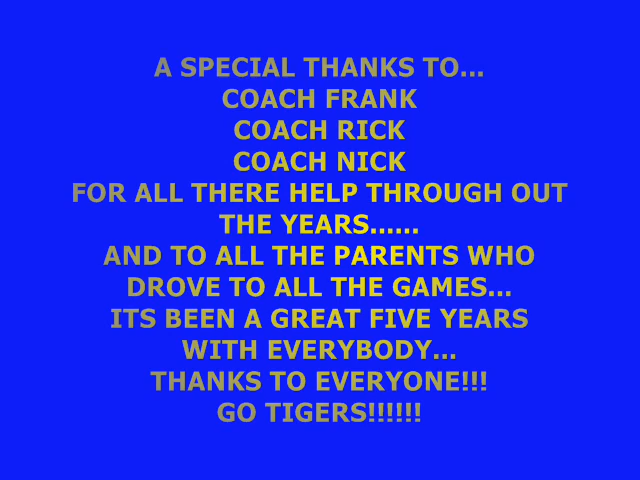 A SPECIAL THANKS TO...
COACH FRANK
COACH RICK
COACH NICK
FOR ALL THERE HELP THROUGH OUT
THE YEARS......
AND TO ALL THE PARENTS WHO
DROVE TO ALL THE GAMES...
ITS BEEN A GREAT FIVE YEARS
WITH EVERYBODY...
THANKS TO EVERYONE!!!
GO TIGERS!!!!!!